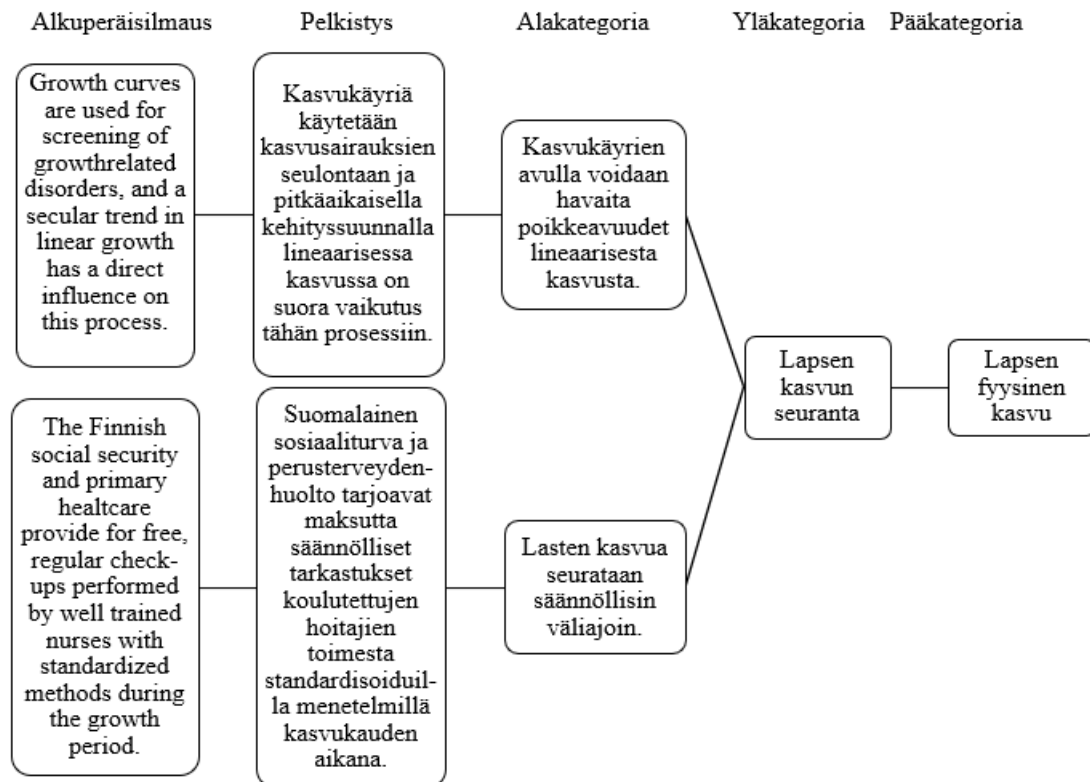 Alkuperäisilmaus
Pelkistys
Alakategoria
Yläkategoria
Pääkategoria
Growth curves
are used for
screening of
growthrelated
disorders, and a
secular trend in
linear growth
has a direct
influence on
this process.
Kasvukäyriä
käytetään
kasvusairauksien
seulontaan ja
pitkäaikaisella
kehityssuunnalla
lineaarisessa
kasvussa on
suora vaikutus
tähän prosessiin.
Kasvukäyrien
avulla voidaan
havaita
poikkeavuudet
lineaarisesta
kasvusta.
The Finnish
social security
and primary
healtcare
provide for free,
regular check-
ups performed
by well trained
nurses with
standardized
methods during
the growth
period.
Suomalainen
sosiaaliturva ja
perusterveyden-
huolto tarjoavat
maksutta
säännölliset
tarkastukset
koulutettujen
hoitajien
toimesta
standardisoiduil-
la menetelmillä
kasvukauden
aikana.
Lasten kasvua
seurataan
säännöllisin
väliajoin.
Lapsen
kasvun
seuranta
Lapsen
fyysinen
kasvu